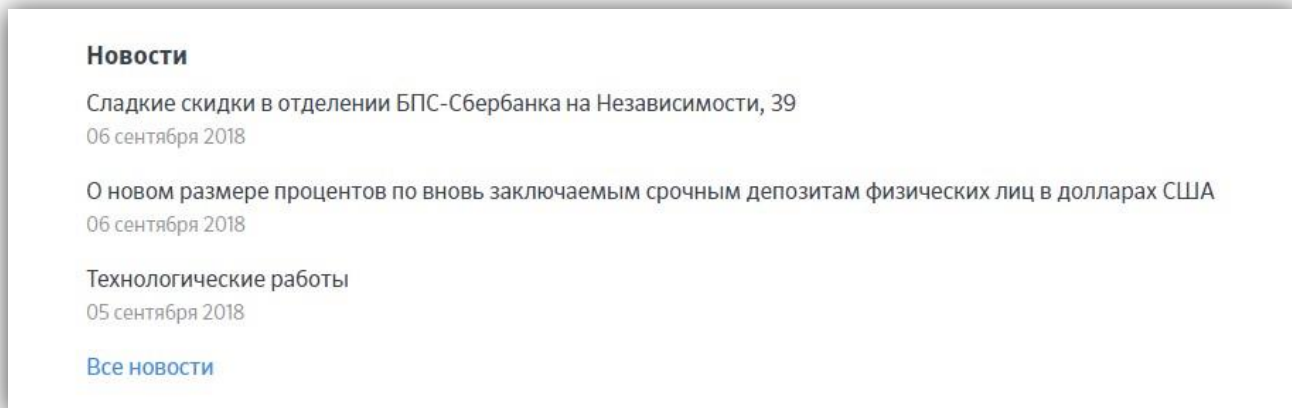 Новости
Сладкие скидки в отделении БПС-Сбербанка на Независимости, 39
06 сентября 2018
О новом размере процентов по вновь заключаемым срочным депозитам физических лиц в долларах США
06 сентября 2018
Технологические работы
05 сентября 2018
Все новости